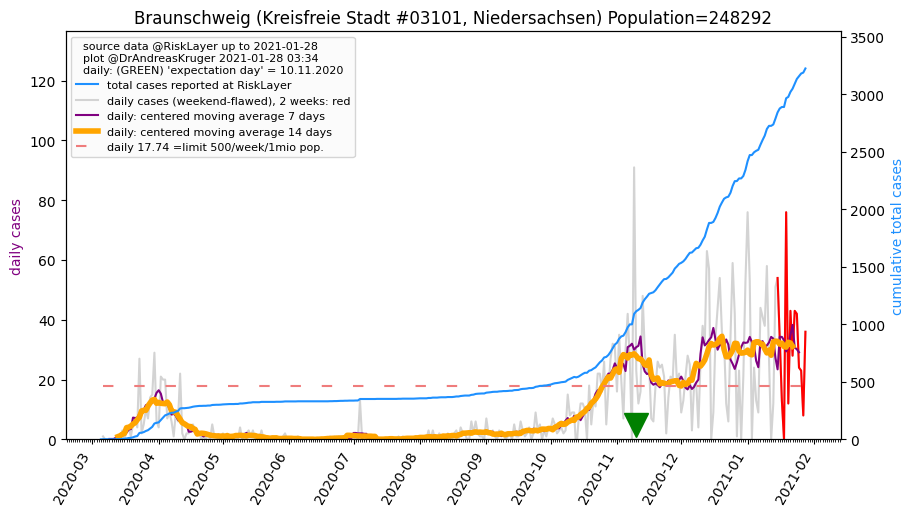 Braunschweig (Kreisfreie Stadt #03101, Niedersachsen) Population=248292
source data @RiskLayer up to 2021-01-28
plot @DrAndreasKruger 2021-01-28 03:34
daily: (GREEN) 'expectation day' = 10.11.2020
total cases reported at RiskLayer
daily cases (weekend-flawed), 2 weeks: red
daily: centered moving average 7 days
daily: centered moving average 14 days
daily 17.74 =limit 500/week/1mio pop.
daily cases
120
100
80
60
40
20
0
3500
3000
2500
2000
1500
1000
500
0
cumulative total cases
2020-03
2020-04
2020-05
2020-06
2020-07
2020-08
2020-09
2020-10
2020-11
2020-12
2021-01
2021-02